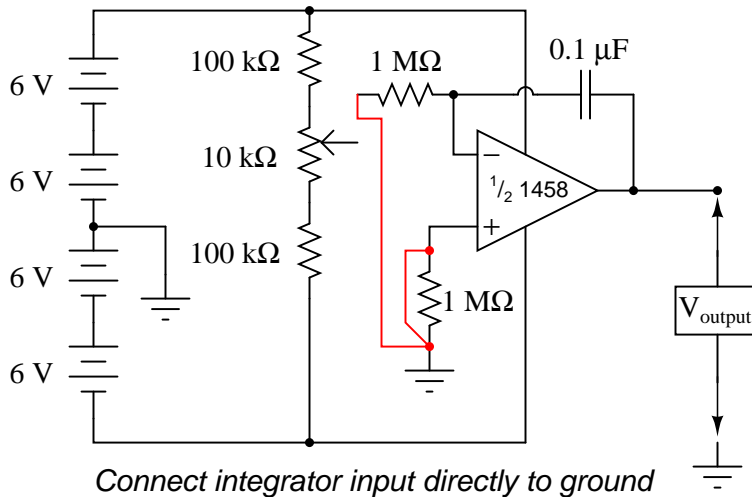 6 V
6 V
6 V
6 V
100 kΩ
10 kΩ
100 kΩ
1 MΩ
0.1 μF
−
1/2 1458
+
1 MΩ
Voutput
Connect integrator input directly to ground